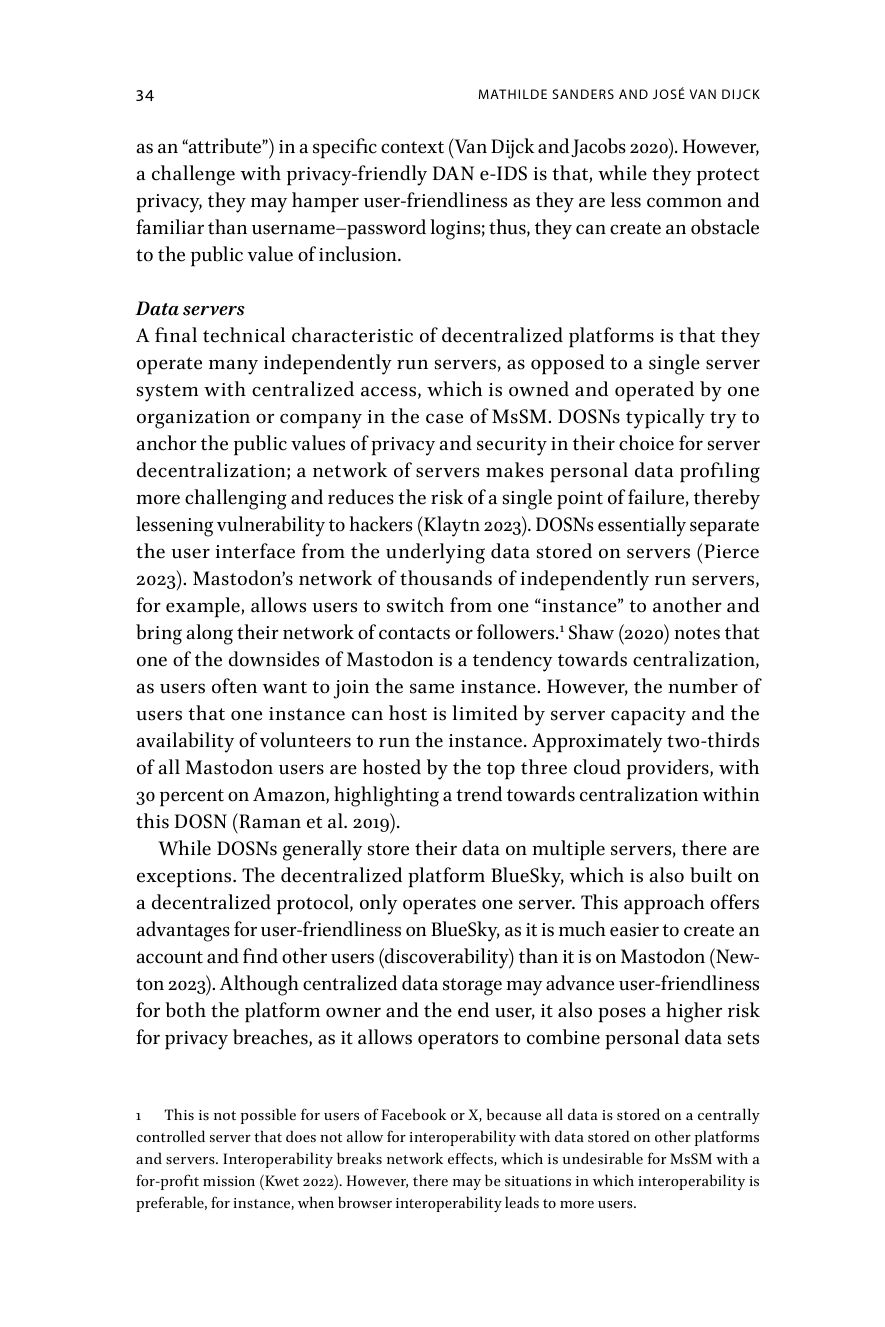 34
MATHILDE SANDERS AND JOSÉ VAN DIJCK
as an “attribute”) in a specific context (Van Dijck and Jacobs 2020). However,
a challenge with privacy-friendly DAN e-IDS is that, while they protect
privacy, they may hamper user-friendliness as they are less common and
familiar than username–password logins; thus, they can create an obstacle
to the public value of inclusion.
Data servers
A final technical characteristic of decentralized platforms is that they
operate many independently run servers, as opposed to a single server
system with centralized access, which is owned and operated by one
organization or company in the case of MsSM. DOSNs typically try to
anchor the public values of privacy and security in their choice for server
decentralization; a network of servers makes personal data profiling
more challenging and reduces the risk of a single point of failure, thereby
lessening vulnerability to hackers (Klaytn 2023). DOSNs essentially separate
the user interface from the underlying data stored on servers (Pierce
2023). Mastodon’s network of thousands of independently run servers,
for example, allows users to switch from one “instance” to another and
bring along their network of contacts or followers.¹ Shaw (2020) notes that
one of the downsides of Mastodon is a tendency towards centralization,
as users often want to join the same instance. However, the number of
users that one instance can host is limited by server capacity and the
availability of volunteers to run the instance. Approximately two-thirds
of all Mastodon users are hosted by the top three cloud providers, with
30 percent on Amazon, highlighting a trend towards centralization within
this DOSN (Raman et al. 2019).
While DOSNs generally store their data on multiple servers, there are
exceptions. The decentralized platform BlueSky, which is also built on
a decentralized protocol, only operates one server. This approach offers
advantages for user-friendliness on BlueSky, as it is much easier to create an
account and find other users (discoverability) than it is on Mastodon (New-
ton 2023). Although centralized data storage may advance user-friendliness
for both the platform owner and the end user, it also poses a higher risk
for privacy breaches, as it allows operators to combine personal data sets
1 This is not possible for users of Facebook or X, because all data is stored on a centrally
controlled server that does not allow for interoperability with data stored on other platforms
and servers. Interoperability breaks network effects, which is undesirable for MsSM with a
for-profit mission (Kwet 2022). However, there may be situations in which interoperability is
preferable, for instance, when browser interoperability leads to more users.